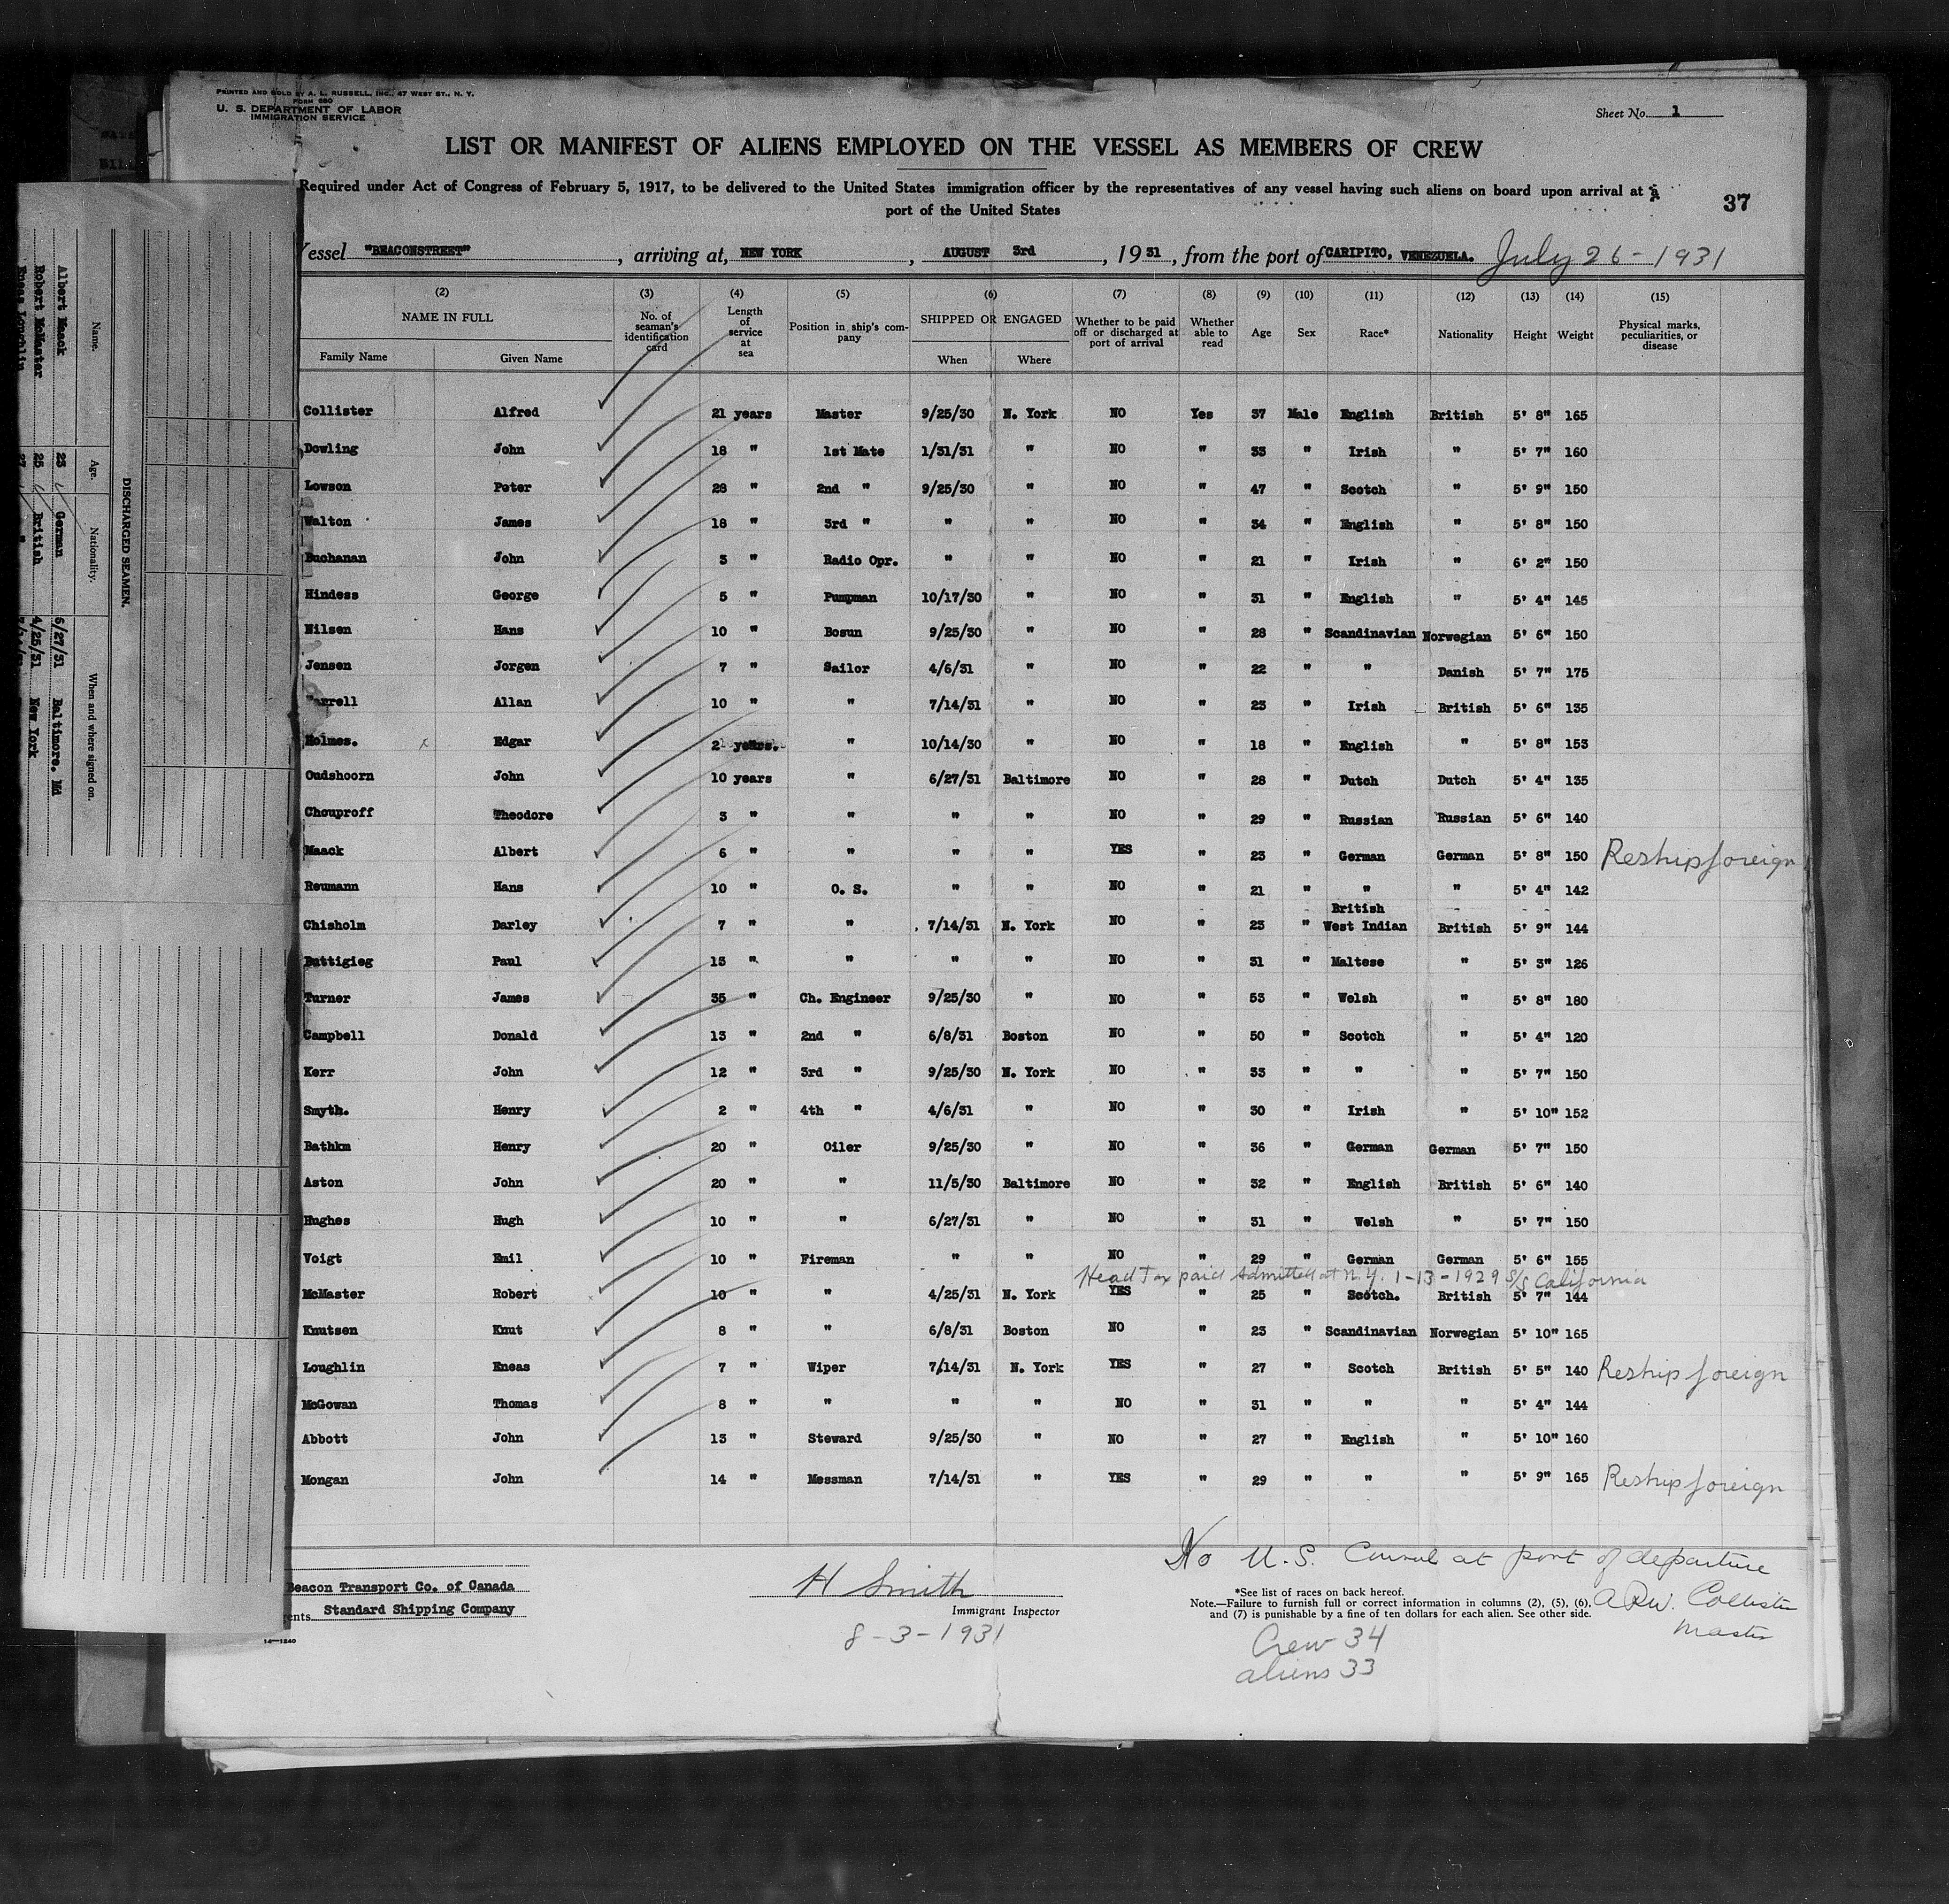 PRINTED AND SOLD BY A. L. RUSSELL, INC., 47 WEST ST., N. Y.
FORM 680
U. S. DEPARTMENT OF LABOR
IMMIGRATION SERVICE
Sheet No. 1
LIST OR MANIFEST OF ALIENS EMPLOYED ON THE VESSEL AS MEMBERS OF CREW
Required under Act of Congress of February 5, 1917, to be delivered to the United States immigration officer by the representatives of any vessel having such aliens on board upon arrival at a
port of the United States
37
Vessel "BEACONSTREET", arriving at, NEW YORK, AUGUST 3rd, 1931, from the port of CARIPITO, VENEZUELA. July 26-1931
(2) (3) (4) (5) (6) (7) (8) (9) (10) (11) (12) (13) (14) (15)
NAME IN FULL No. of seaman's identification card Length of service at sea Position in ship's company SHIPPED OR ENGAGED Whether to be paid off or discharged at port of arrival Whether able to read Age Sex Race* Nationality Height Weight Physical marks, peculiarities, or disease
Family Name Given Name When Where
Collister Alfred 21 years Master 9/25/30 N. York NO Yes 37 Male English British 5' 8" 165
Dowling John 18 " 1st Mate 1/31/31 " NO " 33 " Irish " 5' 7" 160
Lowson Peter 28 " 2nd " 9/25/30 " NO " 47 " Scotch " 5' 9" 150
Walton James 18 " 3rd " " " NO " 34 " English " 5' 8" 150
Buchanan John 3 " Radio Opr. " " NO " 21 " Irish " 6' 2" 150
Hindess George 5 " Pumpman 10/17/30 " NO " 31 " English " 5' 4" 145
Nilsen Hans 10 " Bosun 9/25/30 " NO " 28 " Scandinavian Norwegian 5' 6" 150
Jensen Jorgen 7 " Sailor 4/6/31 " NO " 22 " " Danish 5' 7" 175
Allan 10 " " 7/14/31 " NO " 23 " Irish British 5' 6" 135
Holmes. x Edgar 2 years. " 10/14/30 " NO " 18 " English " 5' 8" 153
Oudshoorn John 10 years " 6/27/31 Baltimore NO " 28 " Dutch Dutch 5' 4" 135
Chouproff Theodore 3 " " " " NO " 29 " Russian Russian 5' 6" 140
Maack Albert 6 " " " " YES " 23 " German German 5' 8" 150 Reship foreign
Reumann Hans 10 " O. S. " " NO " 21 " " " 5' 4" 142
Chisholm Darley 7 " " 7/14/31 N. York NO " 23 " British West Indian British 5' 9" 144
Buttigieg Paul 15 " " " " NO " 31 " Maltese " 5' 3" 126
Turner James 35 " Ch. Engineer 9/25/30 " NO " 53 " Welsh " 5' 8" 180
Campbell Donald 13 " 2nd " 6/8/31 Boston NO " 50 " Scotch " 5' 4" 120
Kerr John 12 " 3rd " 9/25/30 N. York NO " 33 " " " 5' 7" 150
Smyth. Henry 2 " 4th " 4/6/31 " NO " 30 " Irish " 5' 10" 152
Bathkm Henry 20 " Oiler 9/25/30 " NO " 36 " German German 5' 7" 150
Aston John 20 " " 11/5/30 Baltimore NO " 32 " English British 5' 6" 140
Hughes Hugh 10 " " 6/27/31 " NO " 31 " Welsh " 5' 7" 150
Voigt Emil 10 " Fireman " " NO " 29 " German German 5' 6" 155
Head Tax paid Admitted at N.Y. 1-13-1929 S/S California
McMaster Robert 10 " " 4/25/31 N. York YES " 25 " Scotch. British 5' 7" 144
Knutsen Knut 8 " " 6/8/31 Boston NO " 23 " Scandinavian Norwegian 5' 10" 165
Loughlin Eneas 7 " Wiper 7/14/31 N. York YES " 27 " Scotch British 5' 5" 140 Reship foreign
McGowan Thomas 8 " " " " NO " 31 " " " 5' 4" 144
Abbott John 13 " Steward 9/25/30 " NO " 27 " English " 5' 10" 160
Mongan John 14 " Messman 7/14/31 " YES " 29 " " " 5' 9" 165 Reship foreign
No U.S. Consul at port of departure
A Rw. Collister
Master
Beacon Transport Co. of Canada
Standard Shipping Company
14-1240
H Smith
Immigrant Inspector
8-3-1931
*See list of races on back hereof.
Note.—Failure to furnish full or correct information in columns (2), (5), (6),
and (7) is punishable by a fine of ten dollars for each alien. See other side.
Crew 34
aliens 33
DISCHARGED SEAMEN.
Name. Age. Nationality. When and where signed on.
Albert Maack 23 German 6/27/31 Baltimore. Md
Robert McMaster 25 British 4/25/31 New York
Eneas Loughlin 27 "